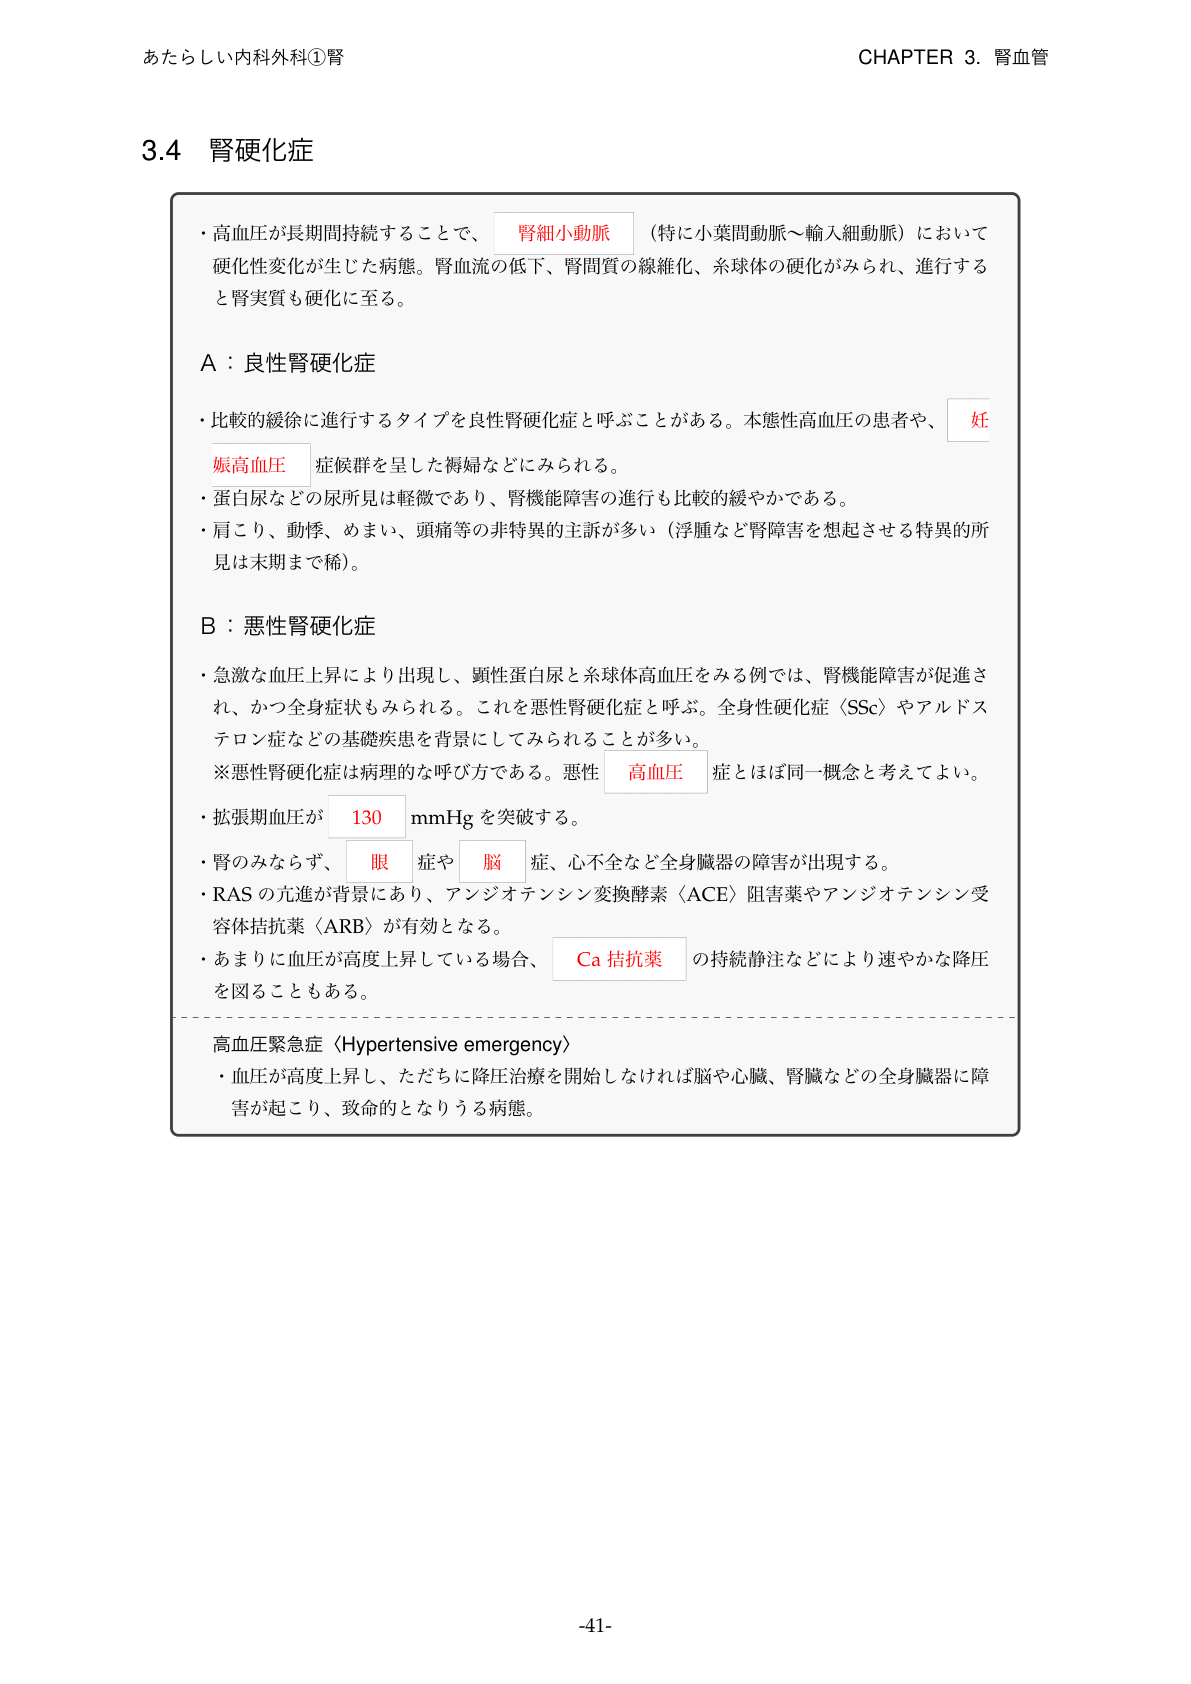 あたらしい内科外科①腎
CHAPTER 3. 腎血管
3.4 腎硬化症
・高血圧が長期間持続することで、 腎細小動脈 （特に小葉間動脈～輸入細動脈）において
硬化性変化が生じた病態。腎血流の低下、腎間質の線維化、糸球体の硬化がみられ、進行する
と腎実質も硬化に至る。
A：良性腎硬化症
・比較的緩徐に進行するタイプを良性腎硬化症と呼ぶことがある。本態性高血圧の患者や、 妊
娠高血圧 症候群を呈した褥婦などにみられる。
・蛋白尿などの尿所見は軽微であり、腎機能障害の進行も比較的緩やかである。
・肩こり、動悸、めまい、頭痛等の非特異的主訴が多い（浮腫など腎障害を想起させる特異的所
見は末期まで稀）。
B：悪性腎硬化症
・急激な血圧上昇により出現し、顕性蛋白尿と糸球体高血圧をみる例では、腎機能障害が促進さ
れ、かつ全身症状もみられる。これを悪性腎硬化症と呼ぶ。全身性硬化症〈SSc〉やアルドス
テロン症などの基礎疾患を背景にしてみられることが多い。
※悪性腎硬化症は病理的な呼び方である。悪性 高血圧 症とほぼ同一概念と考えてよい。
・拡張期血圧が 130 mmHg を突破する。
・腎のみならず、 眼 症や 脳 症、心不全など全身臓器の障害が出現する。
・RAS の亢進が背景にあり、アンジオテンシン変換酵素〈ACE〉阻害薬やアンジオテンシン受
容体拮抗薬〈ARB〉が有効となる。
・あまりに血圧が高度上昇している場合、 Ca 拮抗薬 の持続静注などにより速やかな降圧
を図ることもある。
高血圧緊急症〈Hypertensive emergency〉
・血圧が高度上昇し、ただちに降圧治療を開始しなければ脳や心臓、腎臓などの全身臓器に障
害が起こり、致命的となりうる病態。
-41-